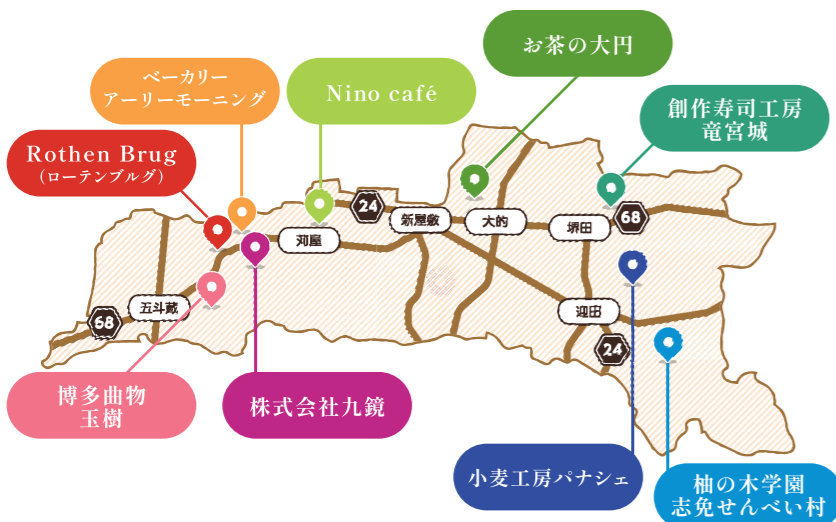 お茶の大円
ベーカリー
アーリーモーニング
Nino café
創作寿司工房
竜宮城
Rothen Brug
(ローテンブルグ)
24
新屋敷
大的
堺田
68
苅屋
五斗蔵
68
迎田
24
博多曲物
玉樹
株式会社九鏡
小麦工房パナシェ
柚の木学園
志免せんべい村